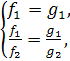 f₁ = g₁,
f₁/f₂ = g₁/g₂,